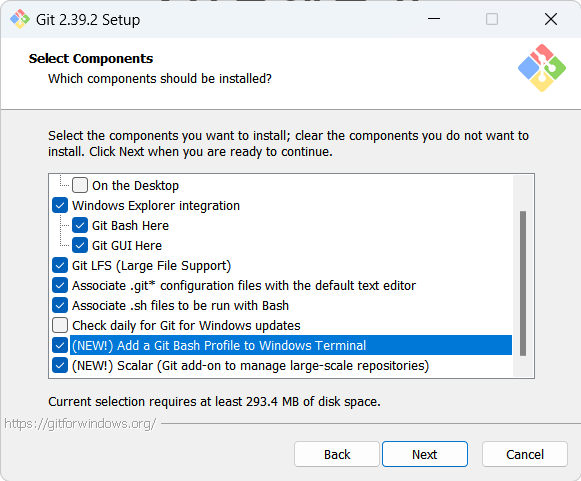 Git 2.39.2 Setup
Select Components
Which components should be installed?
Select the components you want to install; clear the components you do not want to
install. Click Next when you are ready to continue.
On the Desktop
Windows Explorer integration
Git Bash Here
Git GUI Here
Git LFS (Large File Support)
Associate .git* configuration files with the default text editor
Associate .sh files to be run with Bash
Check daily for Git for Windows updates
(NEW!) Add a Git Bash Profile to Windows Terminal
(NEW!) Scalar (Git add-on to manage large-scale repositories)
Current selection requires at least 293.4 MB of disk space.
https://gitforwindows.org/
Back Next Cancel